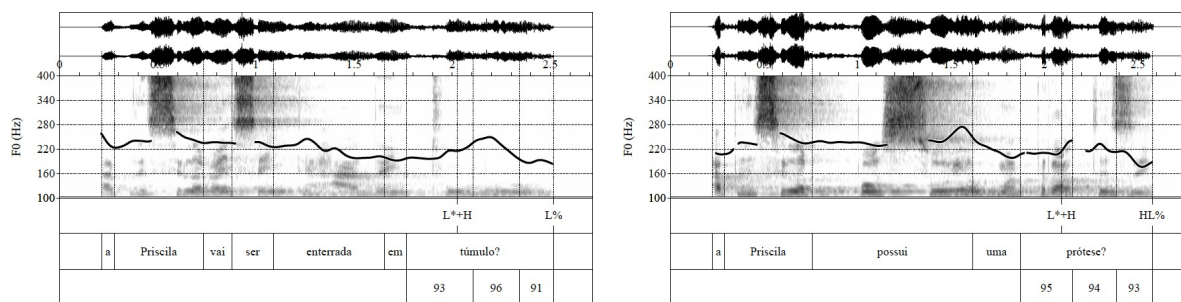 0 0.5 1 1.5 2 2.5
400
340
280
220
160
100
F0 (Hz)
L*+H L%
a Priscila vai ser enterrada em túmulo?
93 96 91
0 0.5 1 1.5 2 2.5
400
340
280
220
160
100
F0 (Hz)
L*+H HL%
a Priscila possui uma prótese?
95 94 93